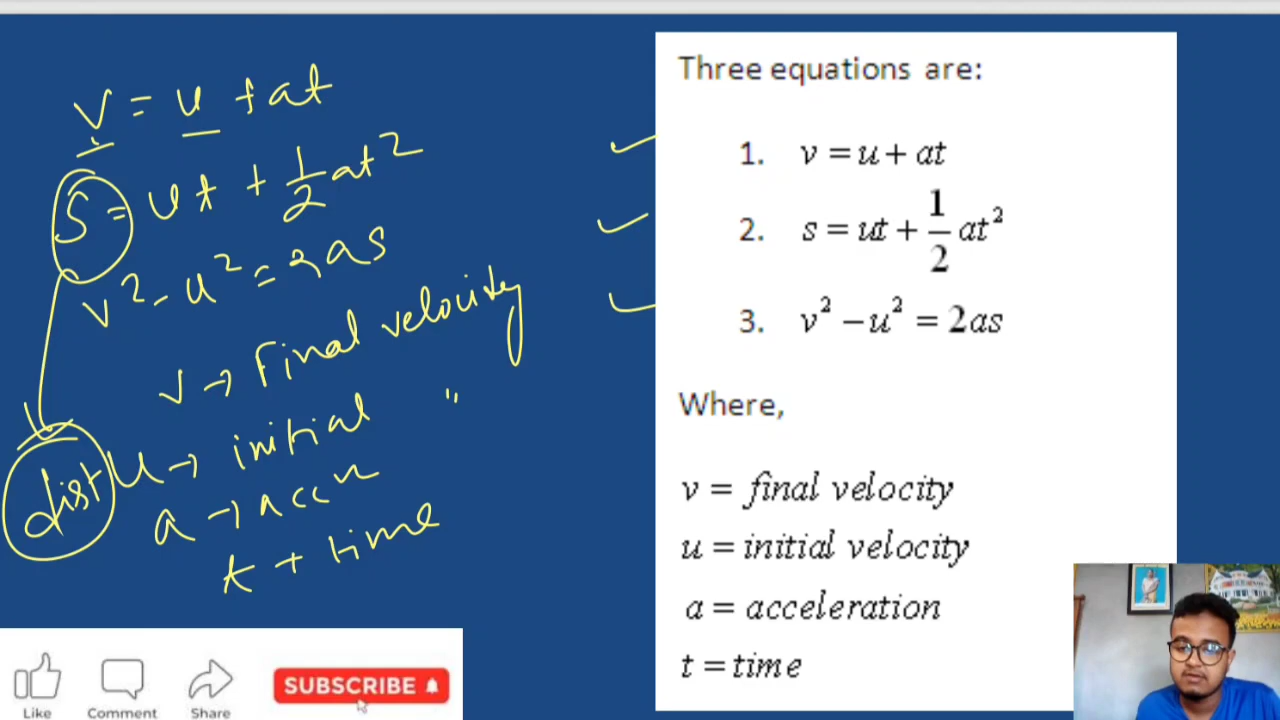 v = u + at
S = ut + 1/2 at²
v² - u² = 2as
v → Final velocity
u → initial "
dist
a → accⁿ
t → time
Like
Comment
Share
SUBSCRIBE
Three equations are:
1. v = u + at
2. s = ut + 1/2 at²
3. v² − u² = 2as
Where,
v = final velocity
u = initial velocity
a = acceleration
t = time